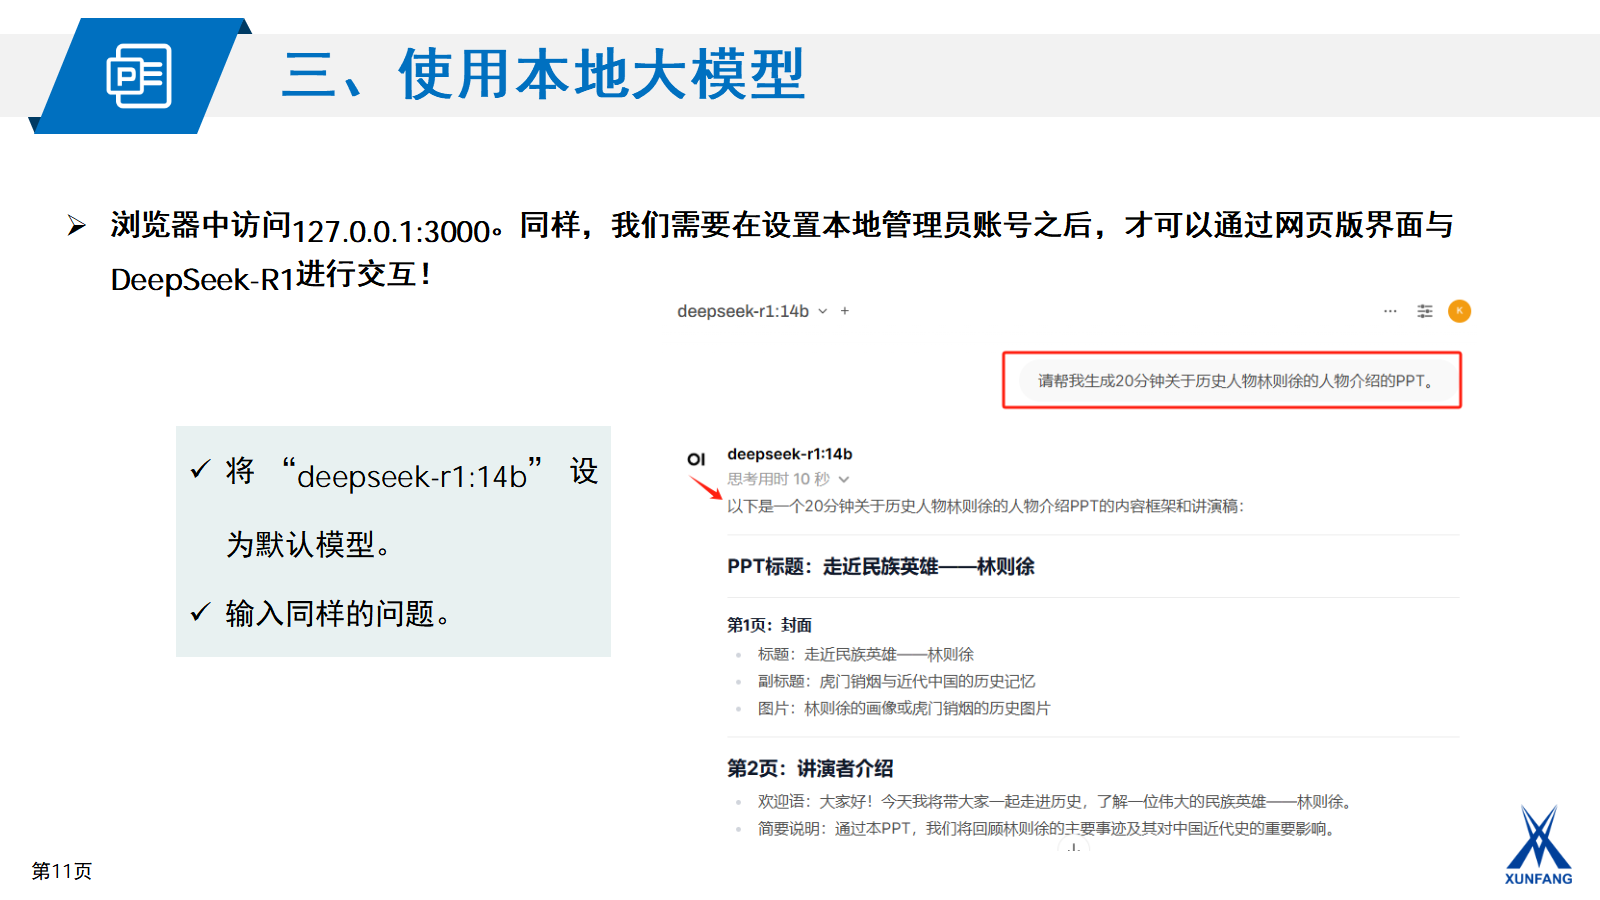 三、使用本地大模型
浏览器中访问127.0.0.1:3000。同样，我们需要在设置本地管理员账号之后，才可以通过网页版界面与
DeepSeek-R1进行交互！
将 “deepseek-r1:14b” 设
为默认模型。
输入同样的问题。
deepseek-r1:14b
K
请帮我生成20分钟关于历史人物林则徐的人物介绍的PPT。
OI
deepseek-r1:14b
思考用时 10 秒
以下是一个20分钟关于历史人物林则徐的人物介绍PPT的内容框架和讲演稿：
PPT标题：走近民族英雄——林则徐
第1页：封面
标题：走近民族英雄——林则徐
副标题：虎门销烟与近代中国的历史记忆
图片：林则徐的画像或虎门销烟的历史图片
第2页：讲演者介绍
欢迎语：大家好！今天我将带大家一起走进历史，了解一位伟大的民族英雄——林则徐。
简要说明：通过本PPT，我们将回顾林则徐的主要事迹及其对中国近代史的重要影响。
第11页
XUNFANG